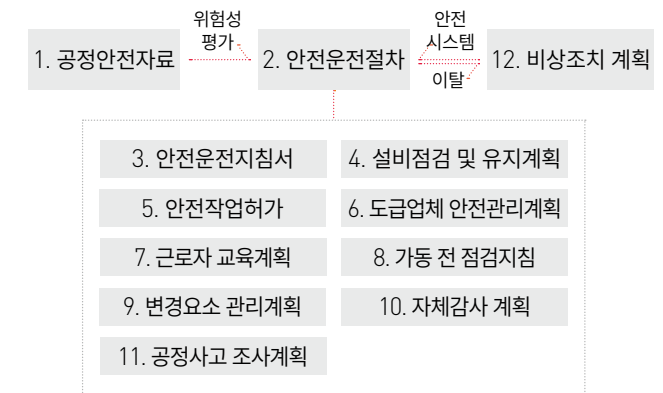 위험성
평가
안전
시스템
이탈
1. 공정안전자료
2. 안전운전절차
12. 비상조치 계획
3. 안전운전지침서
4. 설비점검 및 유지계획
5. 안전작업허가
6. 도급업체 안전관리계획
7. 근로자 교육계획
8. 가동 전 점검지침
9. 변경요소 관리계획
10. 자체감사 계획
11. 공정사고 조사계획